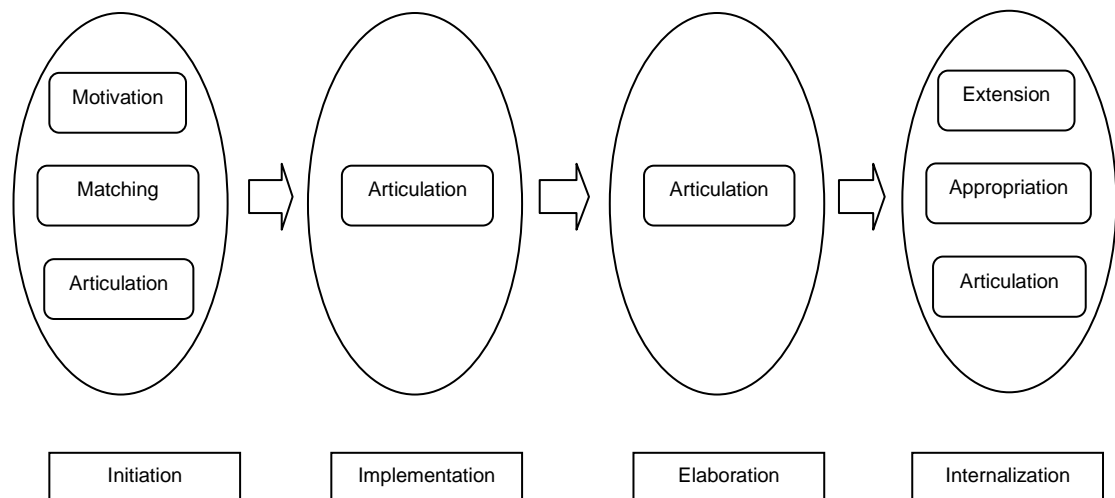 Motivation
Matching
Articulation
Articulation
Articulation
Extension
Appropriation
Articulation
Initiation
Implementation
Elaboration
Internalization